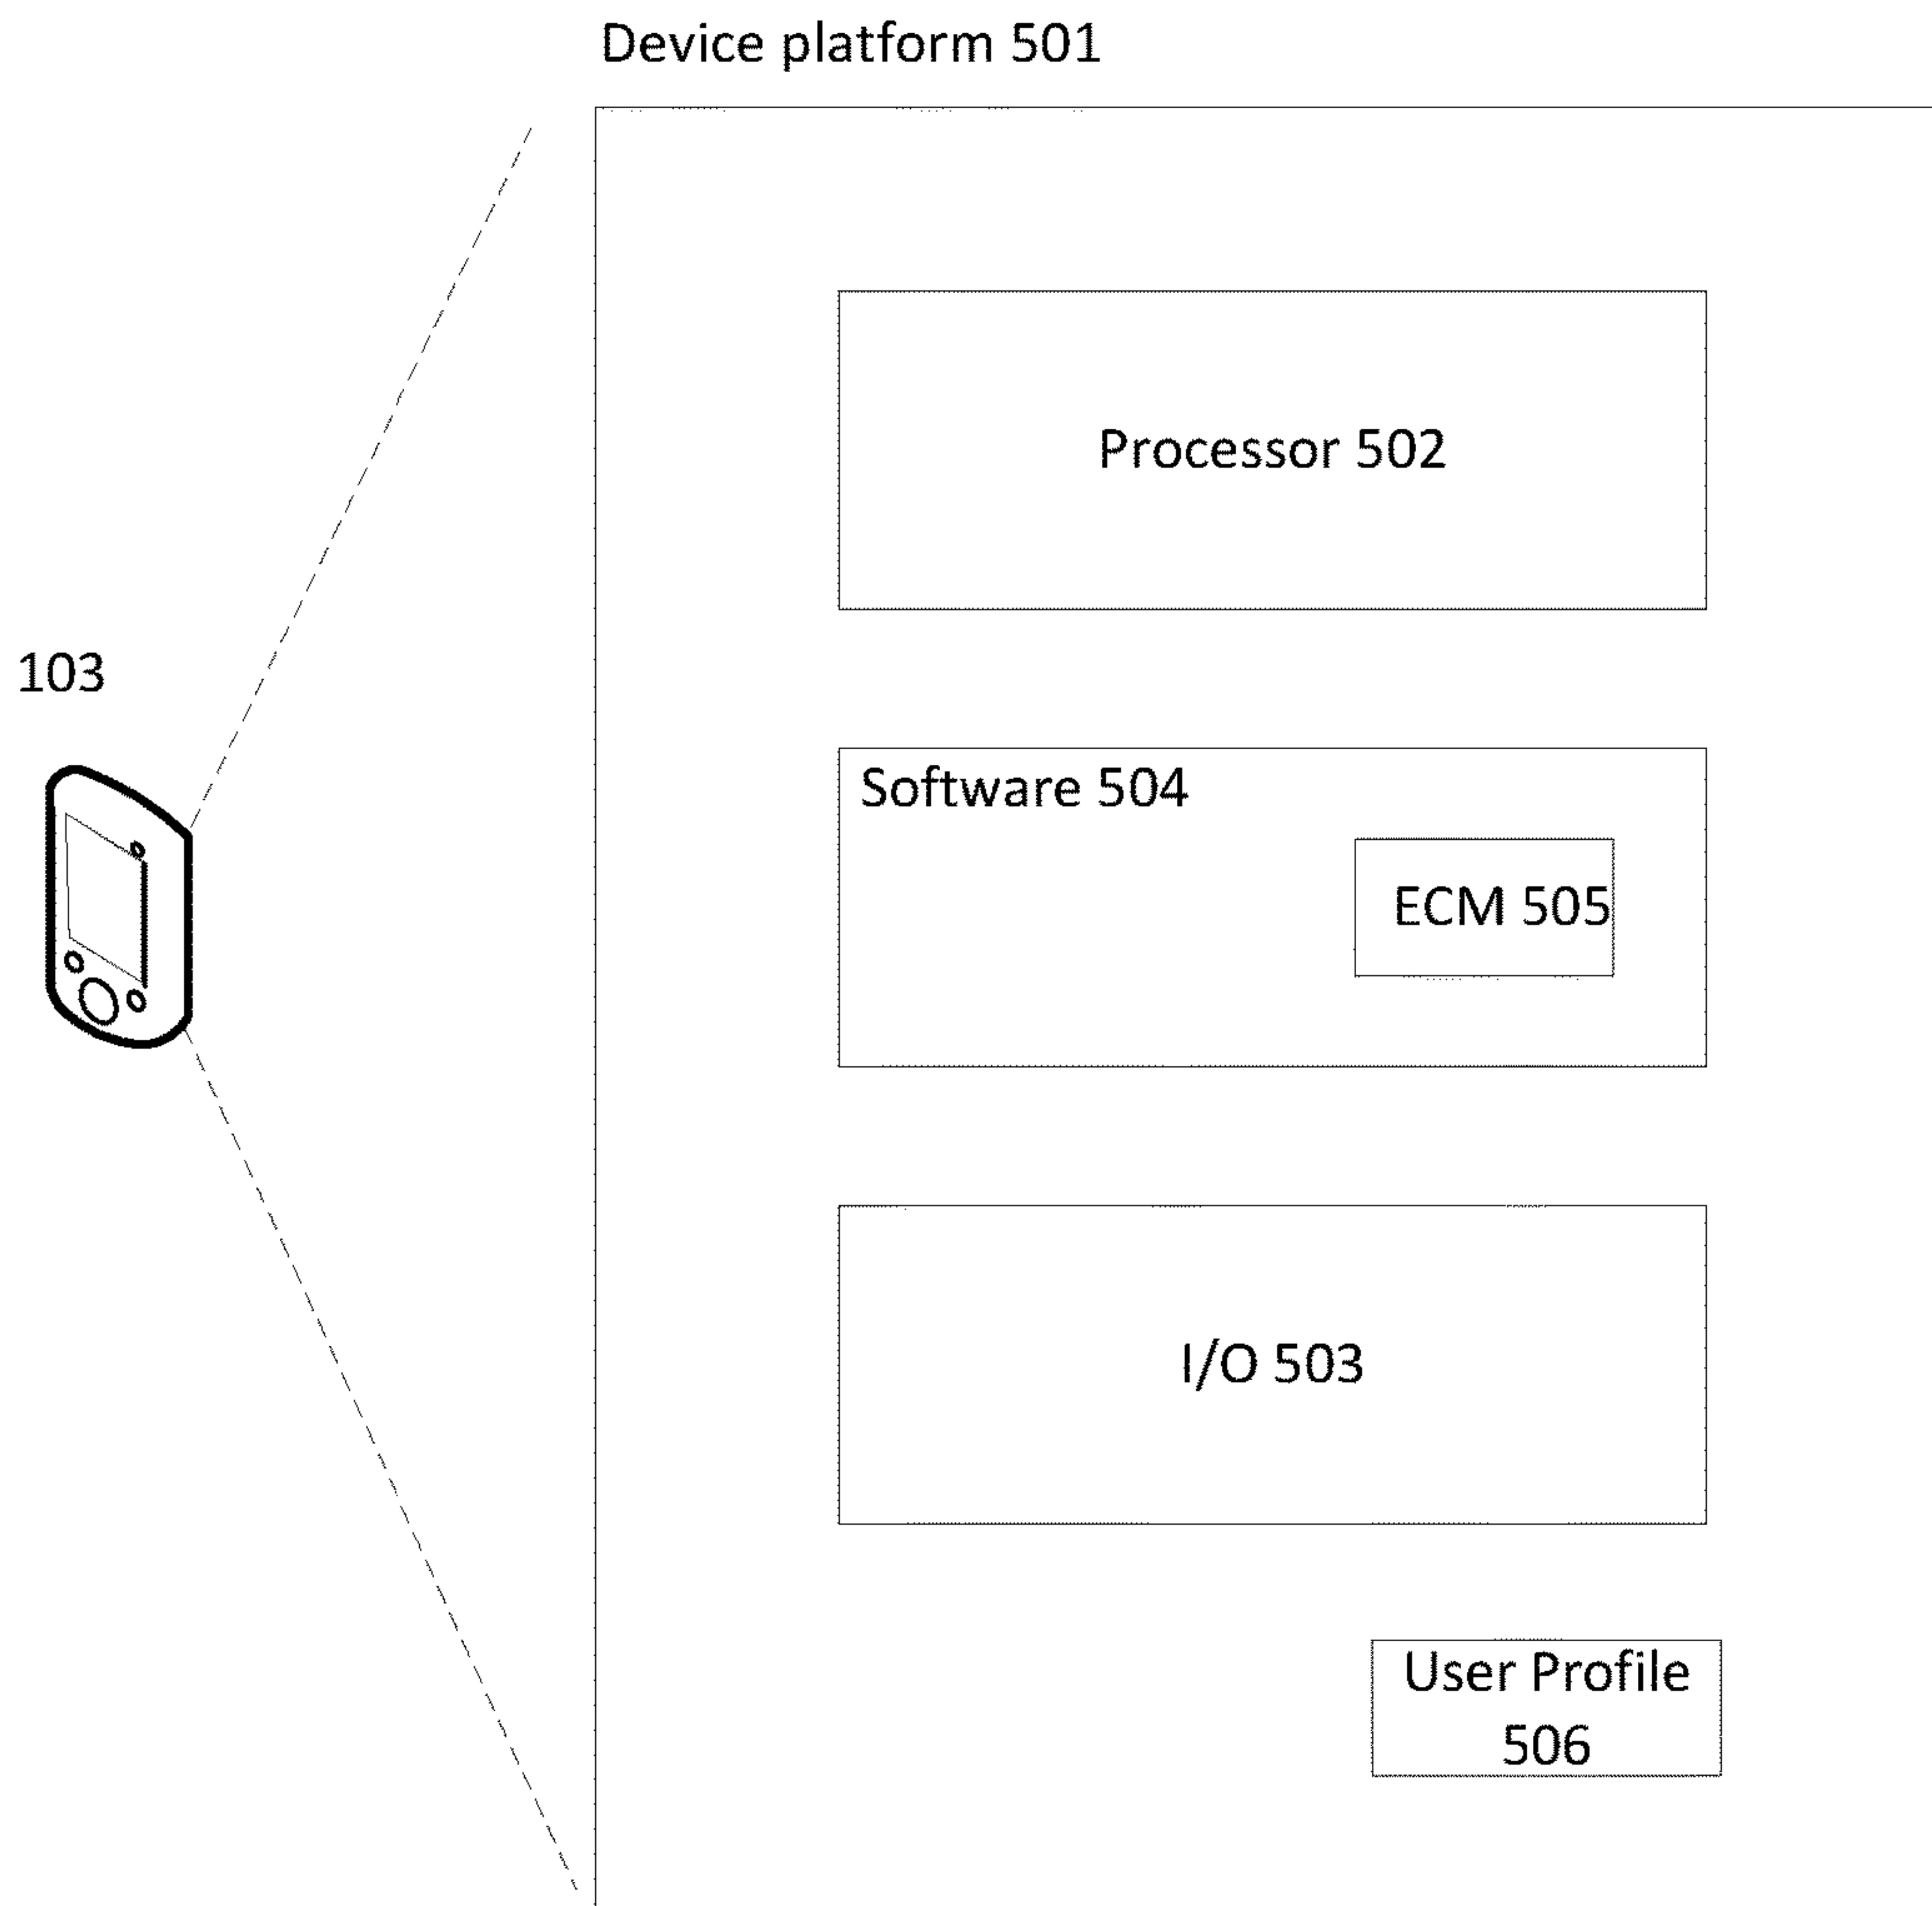 Device platform 501
Processor 502
103
Software 504
ECM 505
I/O 503
User Profile
506